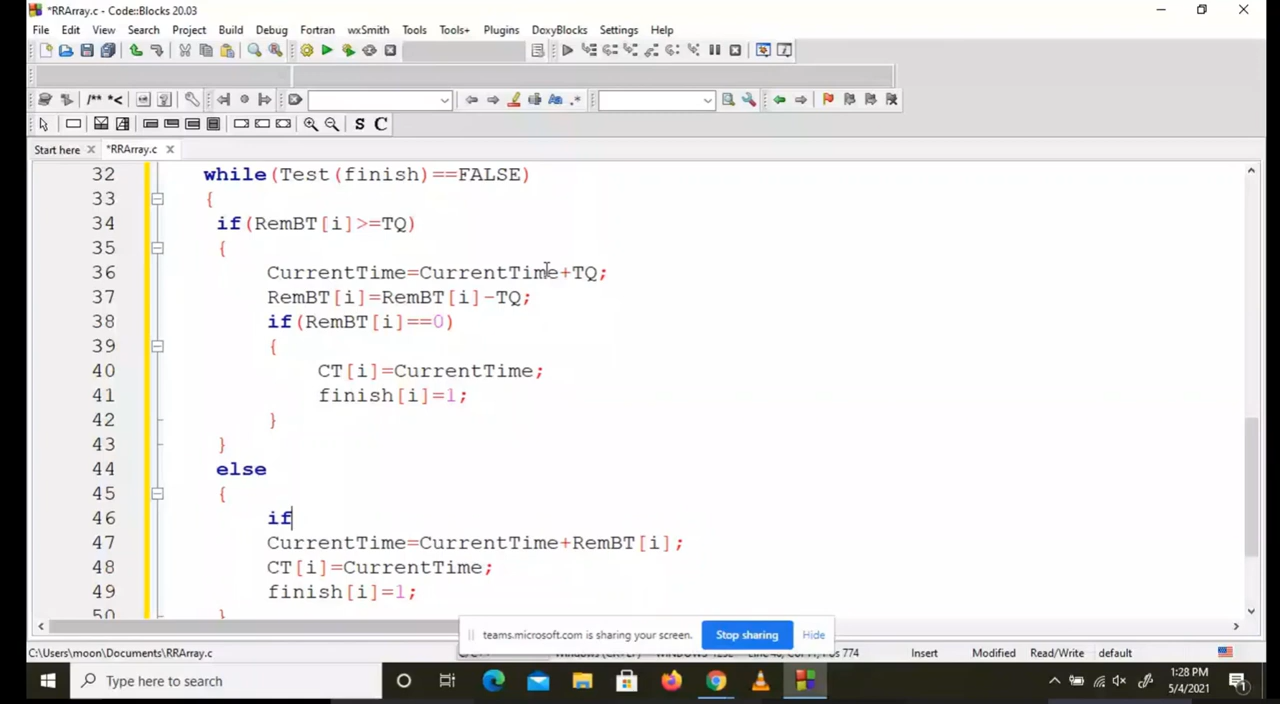 *RRArray.c - Code::Blocks 20.03
File Edit View Search Project Build Debug Fortran wxSmith Tools Tools+ Plugins DoxyBlocks Settings Help
/** *<
S C
Start here *RRArray.c
32 while(Test(finish)==FALSE)
33 {
34 if(RemBT[i]>=TQ)
35 {
36 CurrentTime=CurrentTime+TQ;
37 RemBT[i]=RemBT[i]-TQ;
38 if(RemBT[i]==0)
39 {
40 CT[i]=CurrentTime;
41 finish[i]=1;
42 }
43 }
44 else
45 {
46 if
47 CurrentTime=CurrentTime+RemBT[i];
48 CT[i]=CurrentTime;
49 finish[i]=1;
50 }
teams.microsoft.com is sharing your screen. Stop sharing Hide
C:\Users\moon\Documents\RRArray.c Insert Modified Read/Write default
Type here to search
1:28 PM
5/4/2021